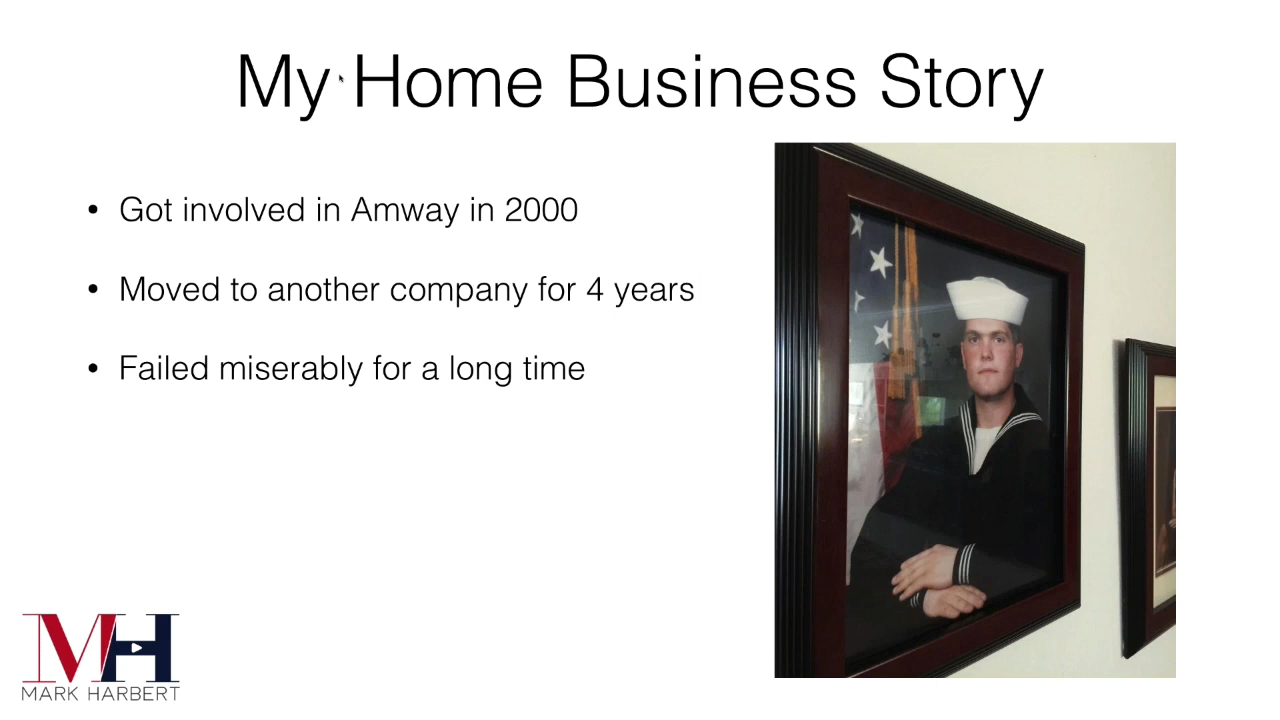 My Home Business Story
• Got involved in Amway in 2000
• Moved to another company for 4 years
• Failed miserably for a long time
MH
MARK HARBERT